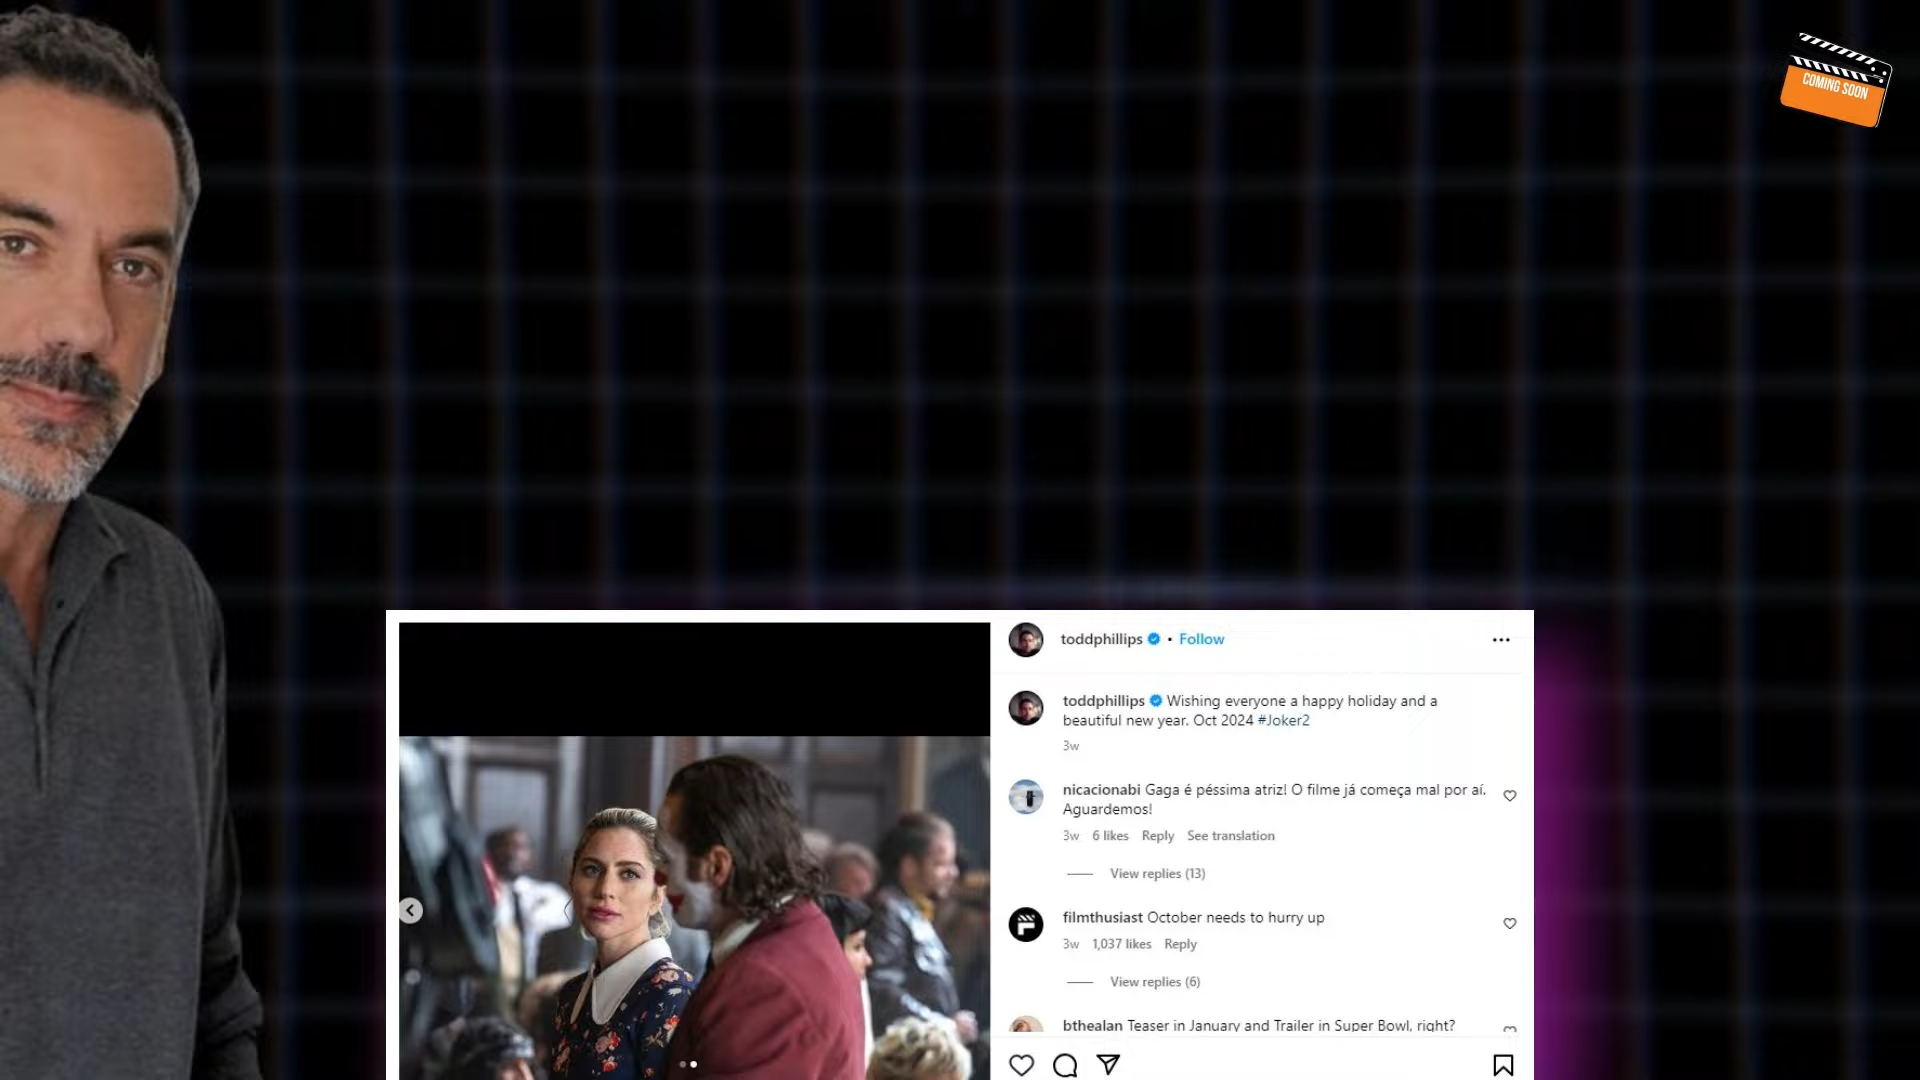 COMING SOON
toddphillips • Follow
toddphillips Wishing everyone a happy holiday and a
beautiful new year. Oct 2024 #Joker2
3w
nicacionabi Gaga é péssima atriz! O filme já começa mal por aí.
Aguardemos!
3w 6 likes Reply See translation
View replies (13)
filmthusiast October needs to hurry up
3w 1,037 likes Reply
View replies (6)
bthealan Teaser in January and Trailer in Super Bowl, right?